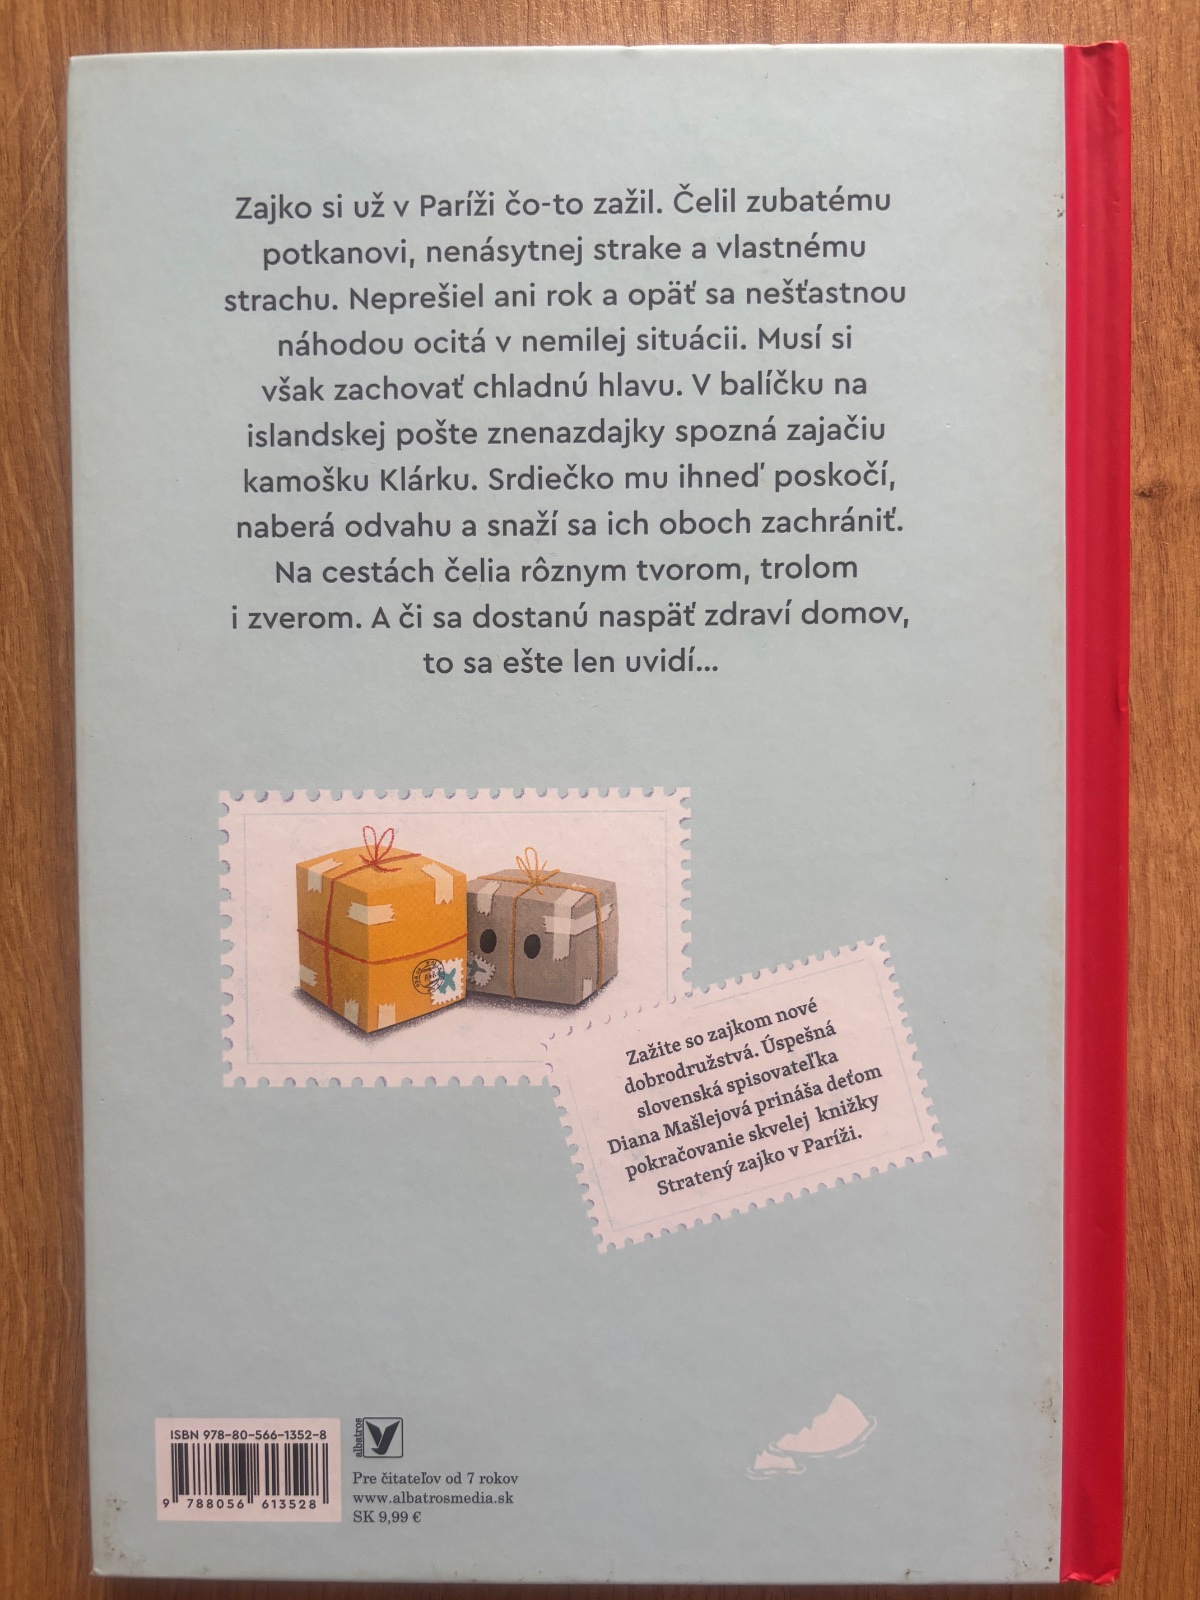 Zajko si už v Paríži čo-to zažil. Čelil zubatému
potkanovi, nenásytnej strake a vlastnému
strachu. Neprešiel ani rok a opäť sa nešťastnou
náhodou ocitá v nemilej situácii. Musí si
však zachovať chladnú hlavu. V balíčku na
islandskej pošte znenazdajky spozná zajačiu
kamošku Klárku. Srdiečko mu ihneď poskočí,
naberá odvahu a snaží sa ich oboch zachrániť.
Na cestách čelia rôznym tvorom, trolom
i zverom. A či sa dostanú naspäť zdraví domov,
to sa ešte len uvidí...
Zažite so zajkom nové
dobrodružstvá. Úspešná
slovenská spisovateľka
Diana Mašlejová prináša deťom
pokračovanie skvelej knižky
Stratený zajko v Paríži.
ISBN 978-80-566-1352-8
9 788056 613528
albatros
Pre čitateľov od 7 rokov
www.albatrosmedia.sk
SK 9,99 €